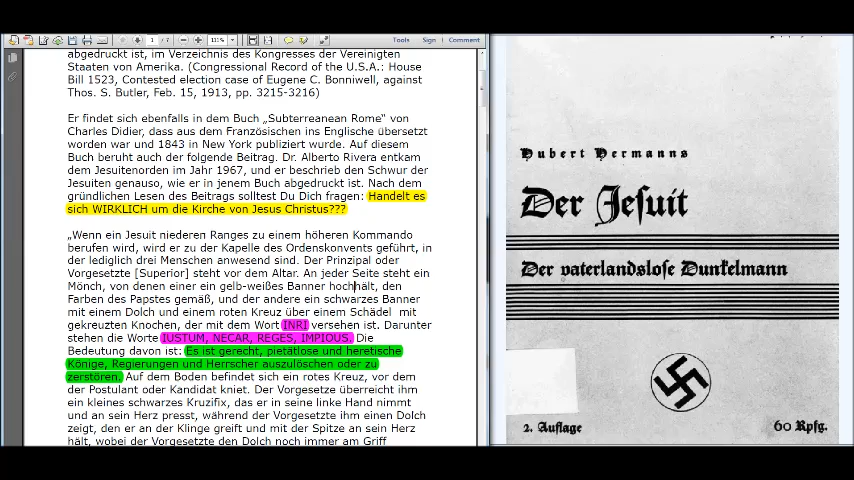 1 / 7
111%
Tools
Sign
Comment
abgedruckt ist, im Verzeichnis des Kongresses der Vereinigten
Staaten von Amerika. (Congressional Record of the U.S.A.: House
Bill 1523, Contested election case of Eugene C. Bonniwell, against
Thos. S. Butler, Feb. 15, 1913, pp. 3215-3216)
Er findet sich ebenfalls in dem Buch „Subterreanean Rome“ von
Charles Didier, dass aus dem Französischen ins Englische übersetzt
worden war und 1843 in New York publiziert wurde. Auf diesem
Buch beruht auch der folgende Beitrag. Dr. Alberto Rivera entkam
dem Jesuitenorden im Jahr 1967, und er beschrieb den Schwur der
Jesuiten genauso, wie er in jenem Buch abgedruckt ist. Nach dem
gründlichen Lesen des Beitrags solltest Du Dich fragen: Handelt es
sich WIRKLICH um die Kirche von Jesus Christus???
„Wenn ein Jesuit niederen Ranges zu einem höheren Kommando
berufen wird, wird er zu der Kapelle des Ordenskonvents geführt, in
der lediglich drei Menschen anwesend sind. Der Prinzipal oder
Vorgesetzte [Superior] steht vor dem Altar. An jeder Seite steht ein
Mönch, von denen einer ein gelb-weißes Banner hochhält, den
Farben des Papstes gemäß, und der andere ein schwarzes Banner
mit einem Dolch und einem roten Kreuz über einem Schädel mit
gekreuzten Knochen, der mit dem Wort INRI versehen ist. Darunter
stehen die Worte IUSTUM, NECAR, REGES, IMPIOUS. Die
Bedeutung davon ist: Es ist gerecht, pietätlose und heretische
Könige, Regierungen und Herrscher auszulöschen oder zu
zerstören. Auf dem Boden befindet sich ein rotes Kreuz, vor dem
der Postulant oder Kandidat kniet. Der Vorgesetze überreicht ihm
ein kleines schwarzes Kruzifix, das er in seine linke Hand nimmt
und an sein Herz presst, während der Vorgesetzte ihm einen Dolch
zeigt, den er an der Klinge greift und mit der Spitze an sein Herz
hält, wobei der Vorgesetzte den Dolch noch immer am Griff
Hubert Hermanns
Der Jesuit
Der vaterlandslose Dunkelmann
2. Auflage
60 Rpfg.